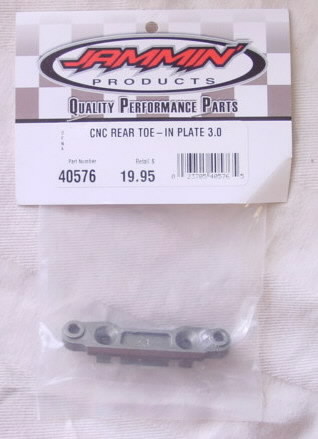 JAMMIN'
PRODUCTS
QUALITY PERFORMANCE PARTS
CNC REAR TOE-IN PLATE 3.0
Part Number
Retail $
40576
19.95